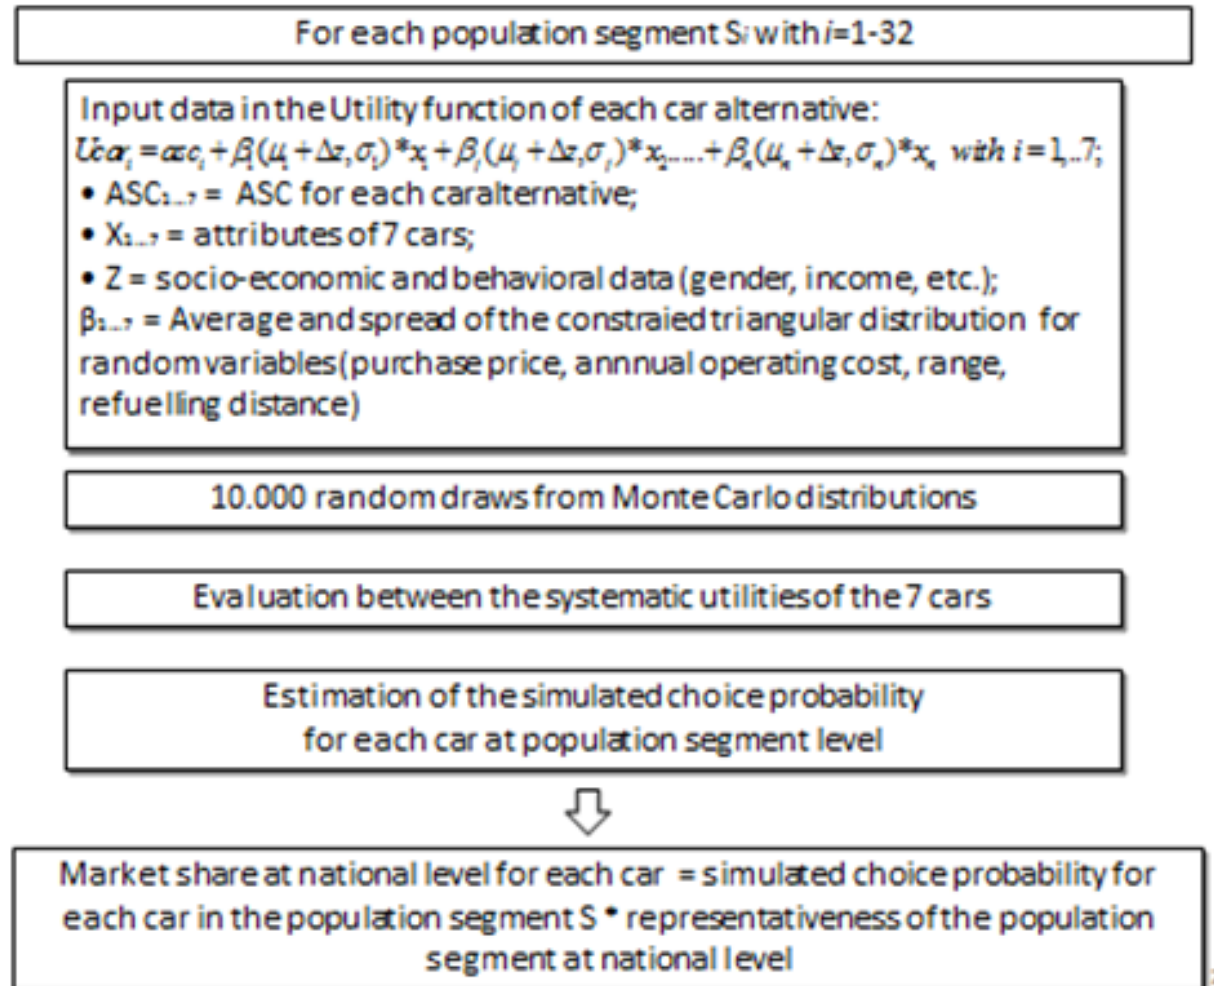 For each population segment Sᵢ with i=1-32
Input data in the Utility function of each car alternative:
Ucarᵢ = ascᵢ + βᵢ(μᵢ + Δz,σᵢ)*xᵢ + βⱼ(μⱼ + Δz,σⱼ)*x₂.....+ βₙ(μₙ + Δz,σₙ)*xₙ with i = 1,..7;
• ASC₁...₇ = ASC for each caralternative;
• X₁...₇ = attributes of 7 cars;
• Z = socio-economic and behavioral data (gender, income, etc.);
β₁...₇ = Average and spread of the constraied triangular distribution for
random variables(purchase price, annnual operating cost, range,
refuelling distance)
10.000 random draws from Monte Carlo distributions
Evaluation between the systematic utilities of the 7 cars
Estimation of the simulated choice probability
for each car at population segment level
Market share at national level for each car = simulated choice probability for
each car in the population segment S * representativeness of the population
segment at national level